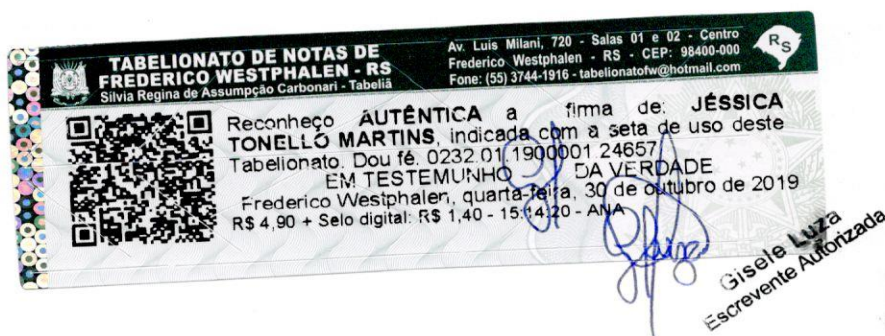 TABELIONATO DE NOTAS DE
FREDERICO WESTPHALEN - RS
Silvia Regina de Assumpção Carbonari - Tabeliã
Av. Luis Milani, 720 - Salas 01 e 02 - Centro
Frederico Westphalen - RS - CEP: 98400-000
Fone: (55) 3744-1916 - tabelionatofw@hotmail.com
RS
Reconheço AUTÊNTICA a firma de: JÉSSICA
TONELLO MARTINS, indicada com a seta de uso deste
Tabelionato. Dou fé. 0232.01.1900001.24657
EM TESTEMUNHO DA VERDADE
Frederico Westphalen, quarta-feira, 30 de outubro de 2019
R$ 4,90 + Selo digital: R$ 1,40 - 15:14:20 - ANA
Gisele Luza
Escrevente Autorizada